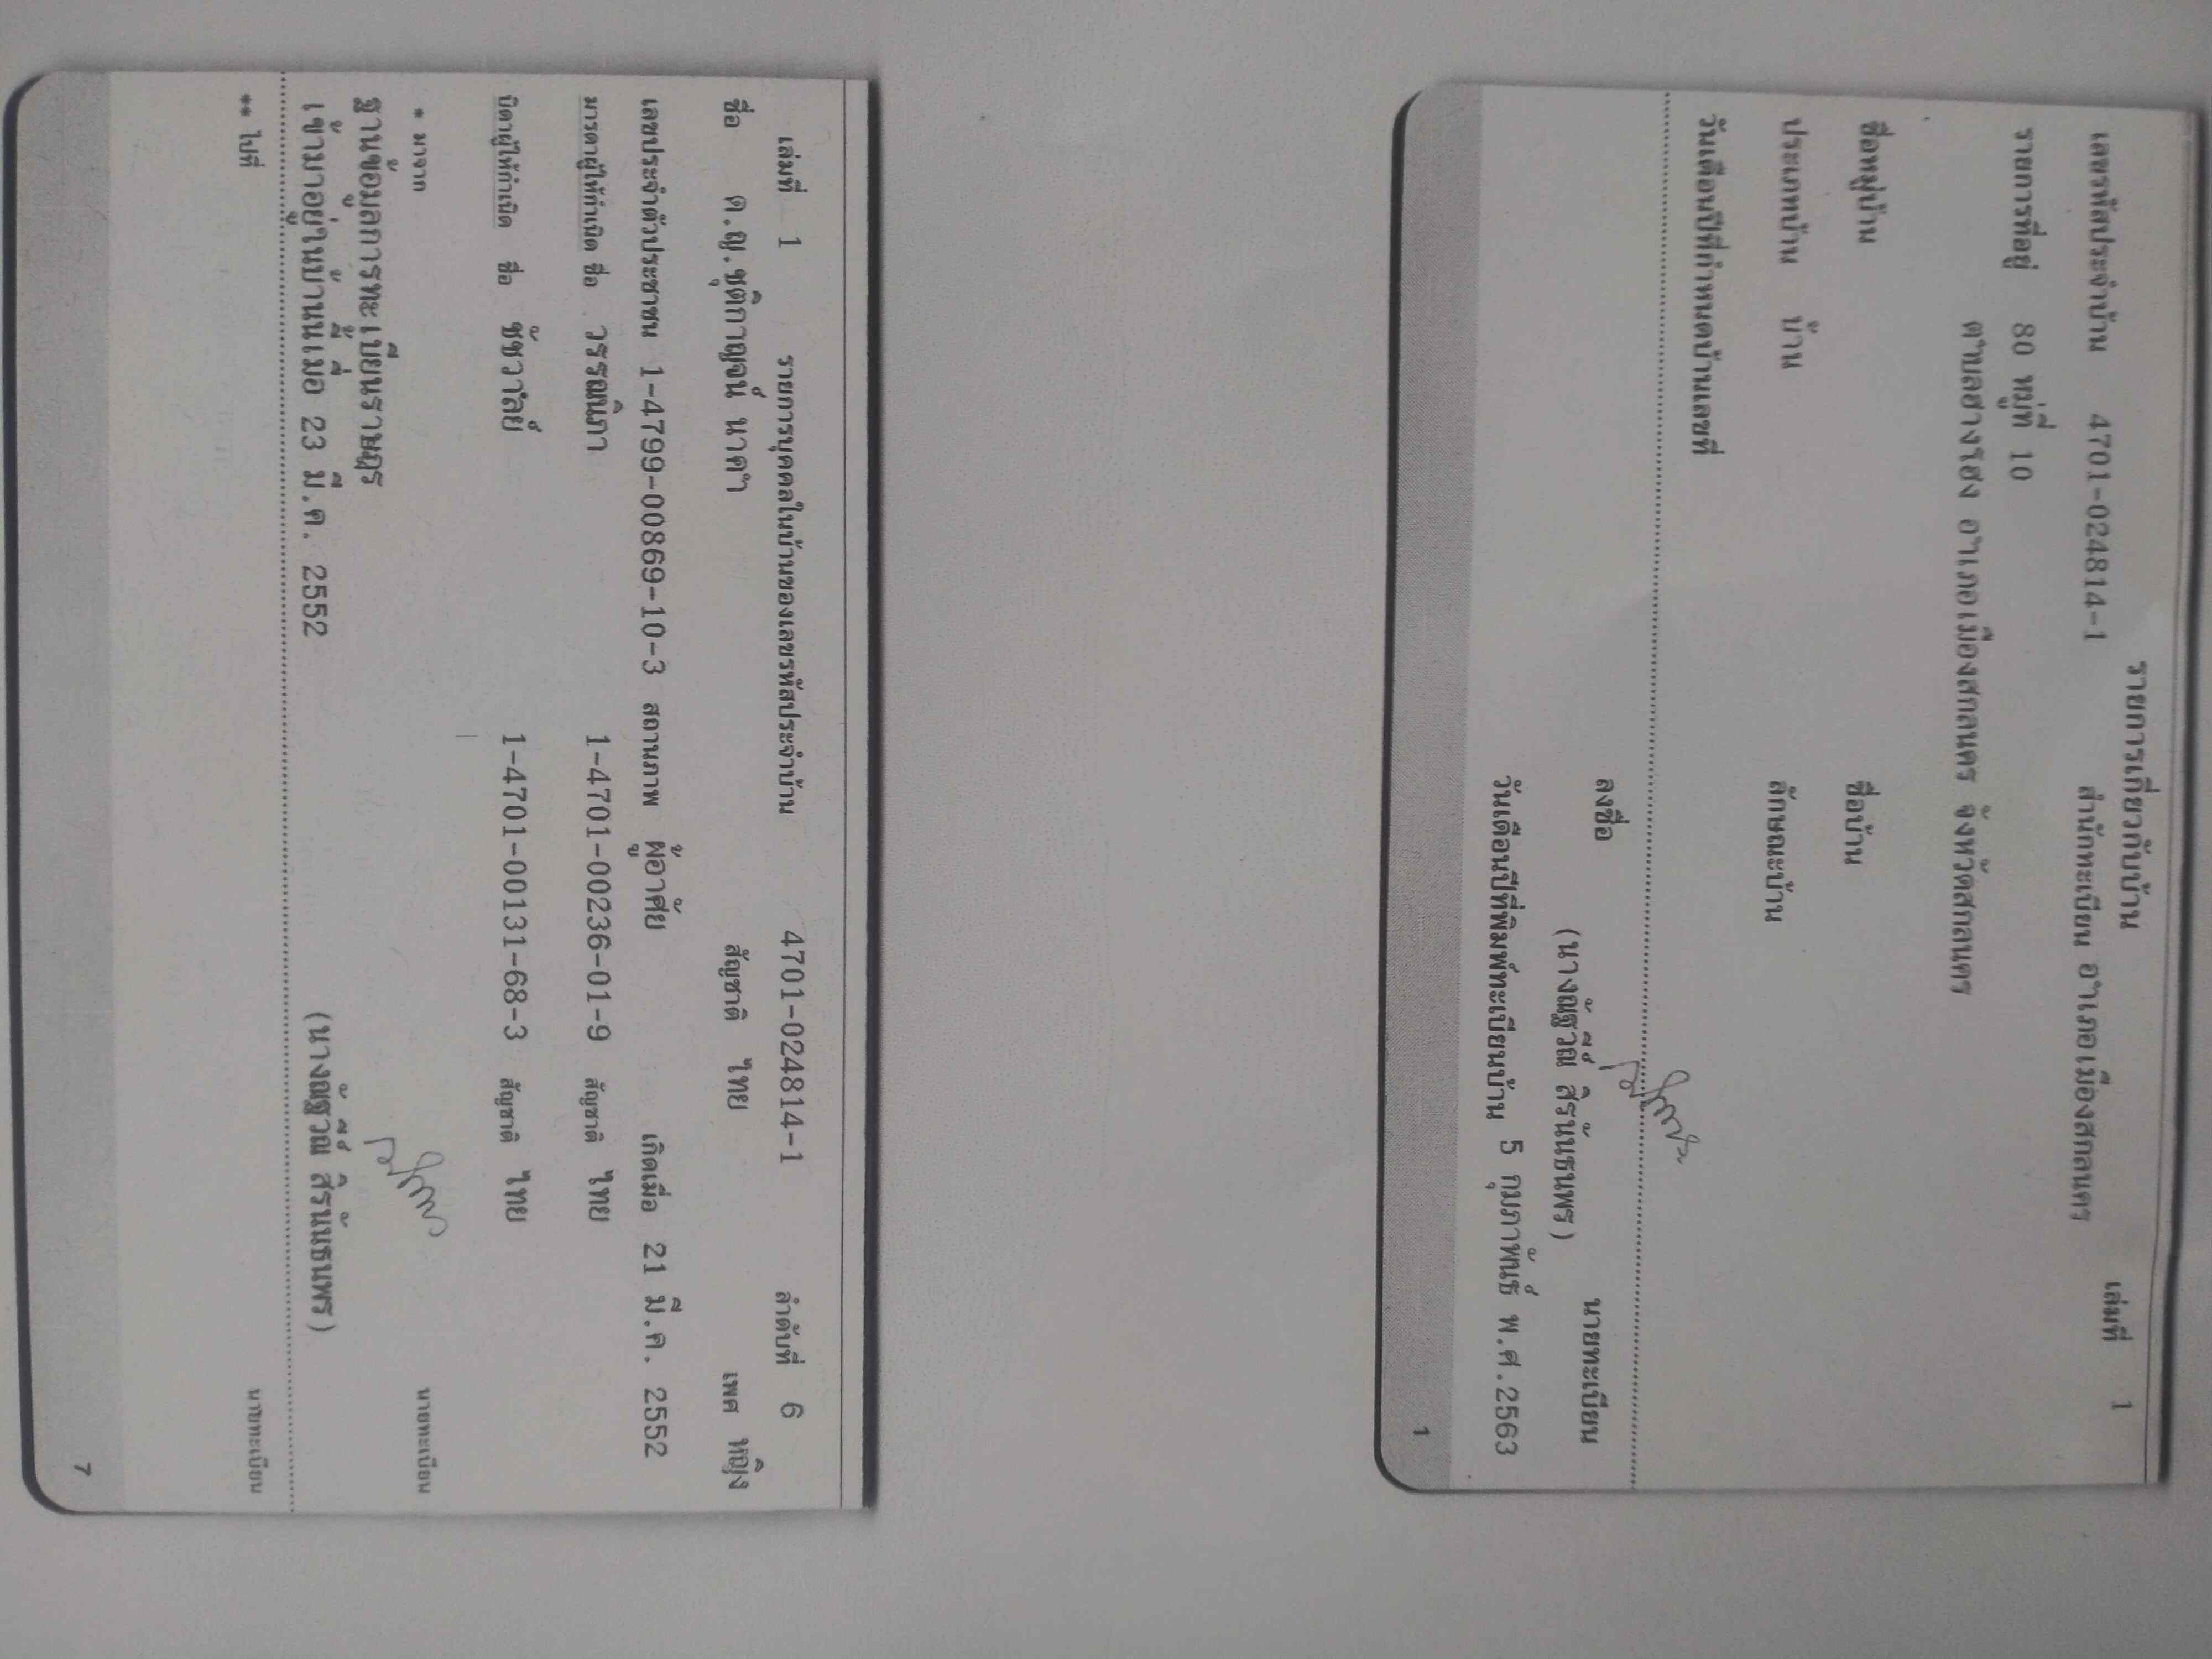 รายการเกี่ยวกับบ้าน เล่มที่ 1
เลขรหัสประจำบ้าน 4701-024814-1 สำนักทะเบียน อำเภอเมืองสกลนคร
รายการที่อยู่ 80 หมู่ที่ 10
ตำบลฮางโฮง อำเภอเมืองสกลนคร จังหวัดสกลนคร
ชื่อหมู่บ้าน ชื่อบ้าน
ประเภทบ้าน บ้าน ลักษณะบ้าน
วันเดือนปีที่กำหนดบ้านเลขที่
ลงชื่อ นายทะเบียน
(นางณัฐวีณ์ สิรนันธนพร)
วันเดือนปีที่พิมพ์ทะเบียนบ้าน 5 กุมภาพันธ์ พ.ศ.2563
1
เล่มที่ 1 รายการบุคคลในบ้านของเลขรหัสประจำบ้าน 4701-024814-1 ลำดับที่ 6
ชื่อ ด.ญ.ชุติกาญจน์ นาคำ สัญชาติ ไทย เพศ หญิง
เลขประจำตัวประชาชน 1-4799-00869-10-3 สถานภาพ ผู้อาศัย เกิดเมื่อ 21 มี.ค. 2552
มารดาผู้ให้กำเนิด ชื่อ วรรณนิภา 1-4701-00236-01-9 สัญชาติ ไทย
บิดาผู้ให้กำเนิด ชื่อ ชัชวาลย์ 1-4701-00131-68-3 สัญชาติ ไทย
* มาจาก นายทะเบียน
ฐานข้อมูลการทะเบียนราษฎร
เข้ามาอยู่ในบ้านนี้เมื่อ 23 มี.ค. 2552 (นางณัฐวีณ์ สิรนันธนพร)
** ไปที่ นายทะเบียน
7